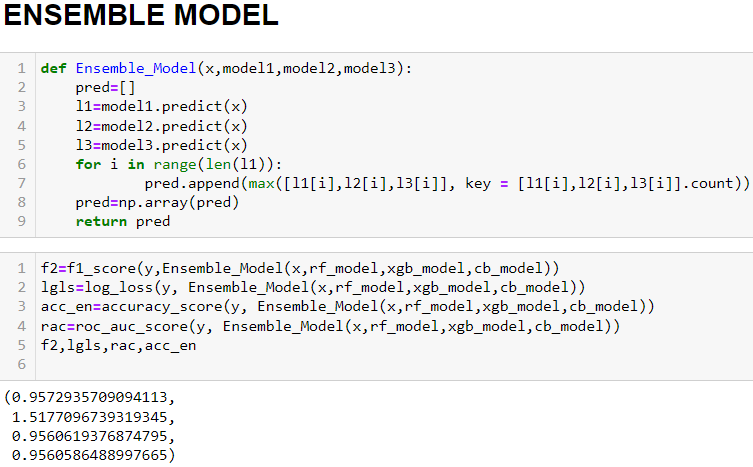 ENSEMBLE MODEL
1 def Ensemble_Model(x,model1,model2,model3):
2     pred=[]
3     l1=model1.predict(x)
4     l2=model2.predict(x)
5     l3=model3.predict(x)
6     for i in range(len(l1)):
7             pred.append(max([l1[i],l2[i],l3[i]], key = [l1[i],l2[i],l3[i]].count))
8     pred=np.array(pred)
9     return pred
1 f2=f1_score(y,Ensemble_Model(x,rf_model,xgb_model,cb_model))
2 lgls=log_loss(y, Ensemble_Model(x,rf_model,xgb_model,cb_model))
3 acc_en=accuracy_score(y, Ensemble_Model(x,rf_model,xgb_model,cb_model))
4 rac=roc_auc_score(y, Ensemble_Model(x,rf_model,xgb_model,cb_model))
5 f2,lgls,rac,acc_en
6
(0.9572935709094113,
1.5177096739319345,
0.9560619376874795,
0.9560586488997665)